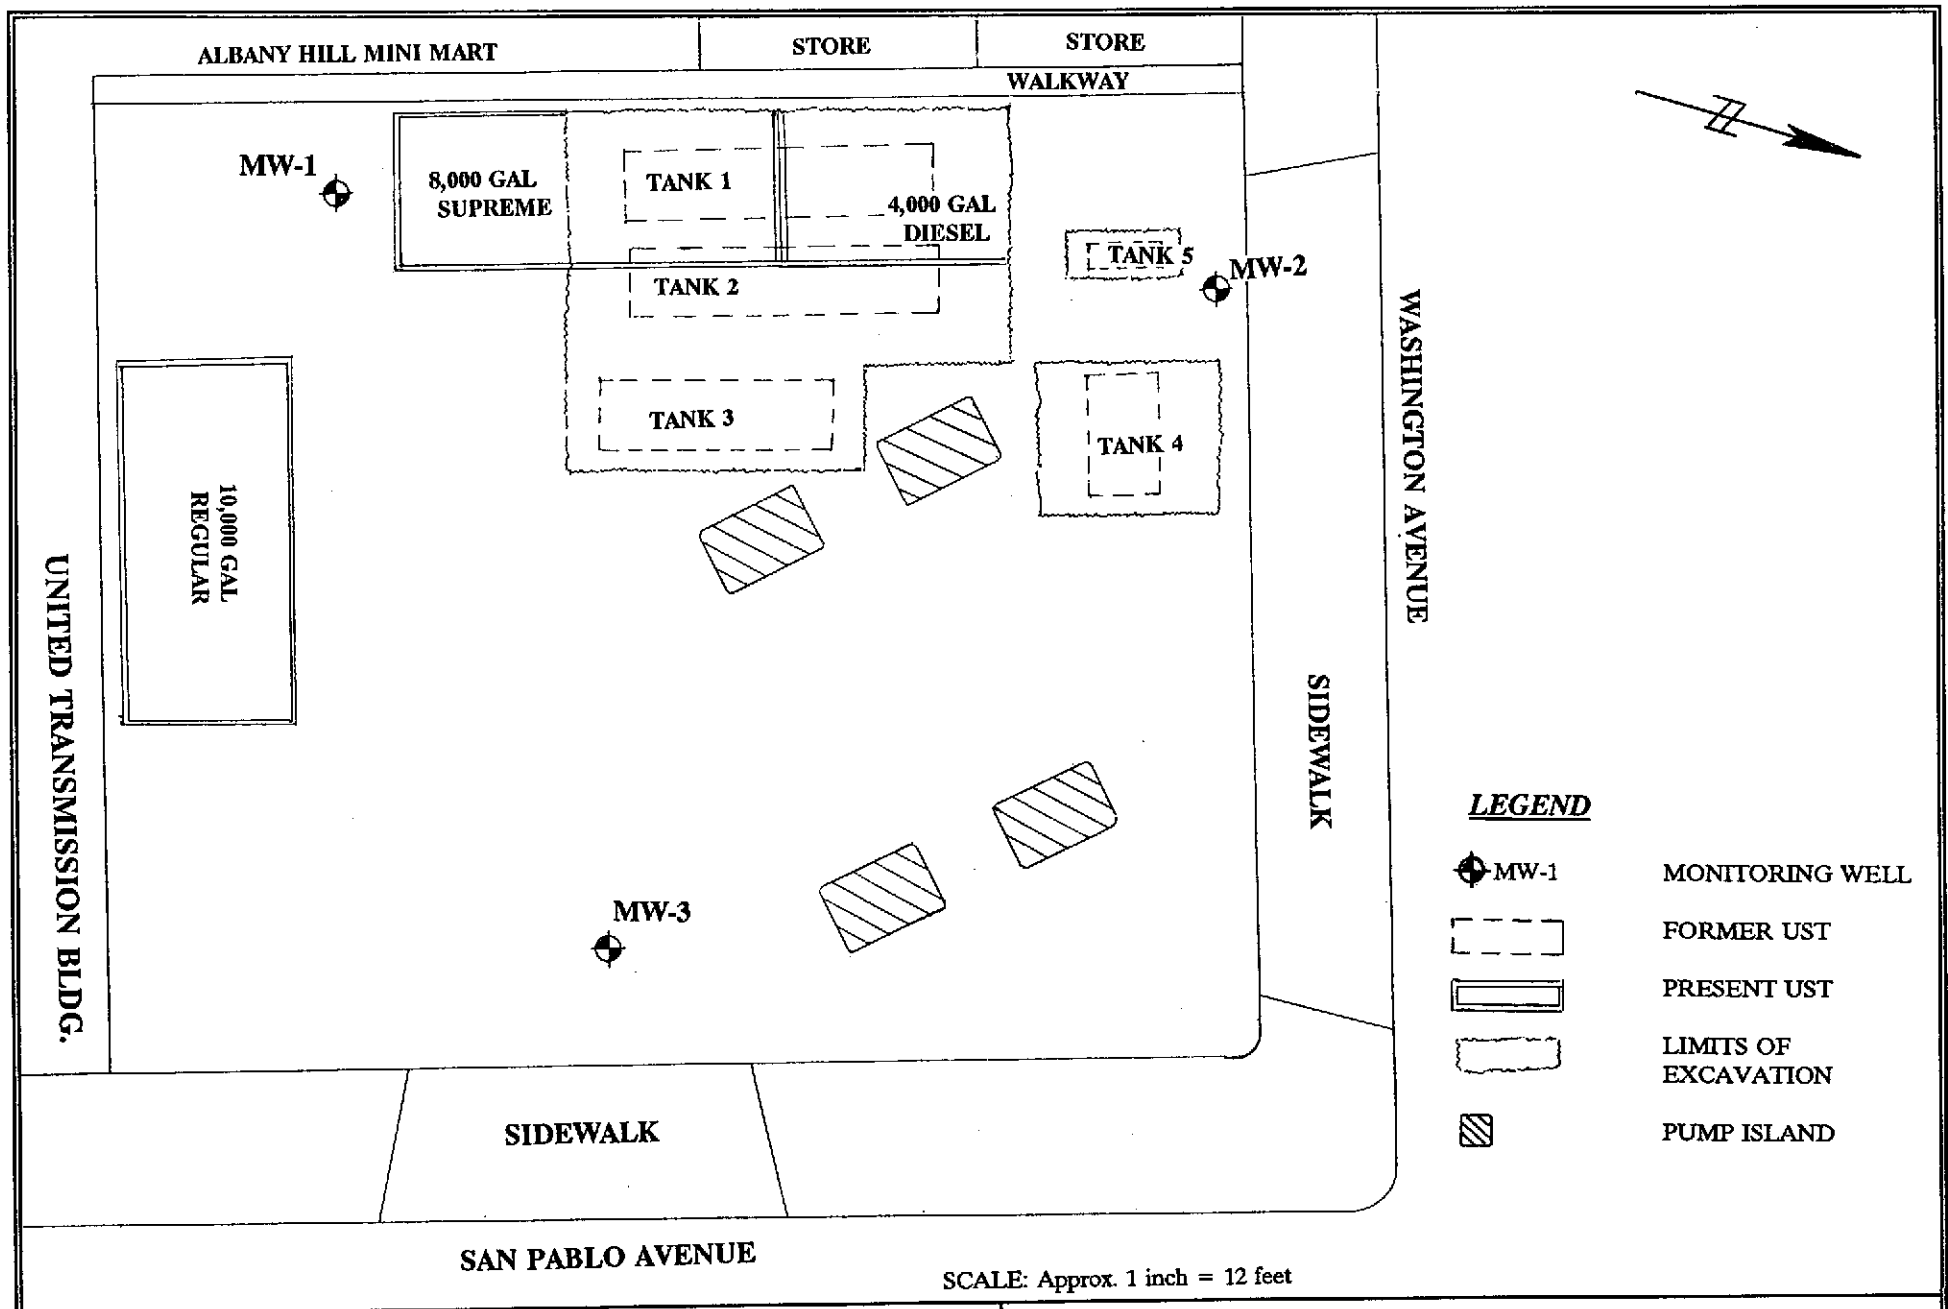 ALBANY HILL MINI MART
STORE
STORE
WALKWAY
MW-1
8,000 GAL
SUPREME
TANK 1
4,000 GAL
DIESEL
TANK 2
TANK 5
MW-2
TANK 3
TANK 4
10,000 GAL
REGULAR
UNITED TRANSMISSION BLDG.
WASHINGTON AVENUE
SIDEWALK
MW-3
SIDEWALK
SAN PABLO AVENUE
SCALE: Approx. 1 inch = 12 feet
LEGEND
MW-1 MONITORING WELL
FORMER UST
PRESENT UST
LIMITS OF
EXCAVATION
PUMP ISLAND